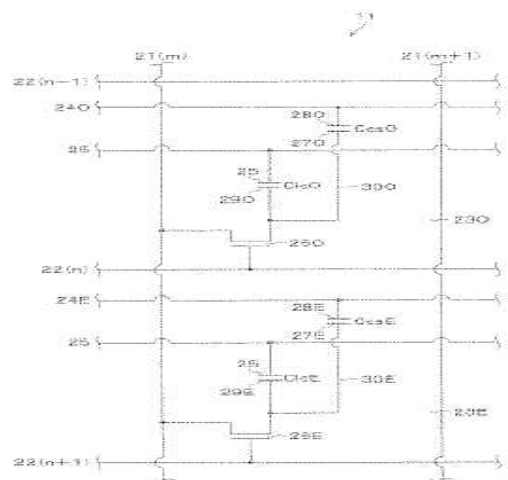 11
21(m) 21(m+1)
22(n-1)
24O
28O
27O CcsO
25
25
29O ClcO
30O
23O
26O
22(n)
24E
28E
27E CcsE
25
25
29E ClcE
30E
23E
26E
22(n+1)